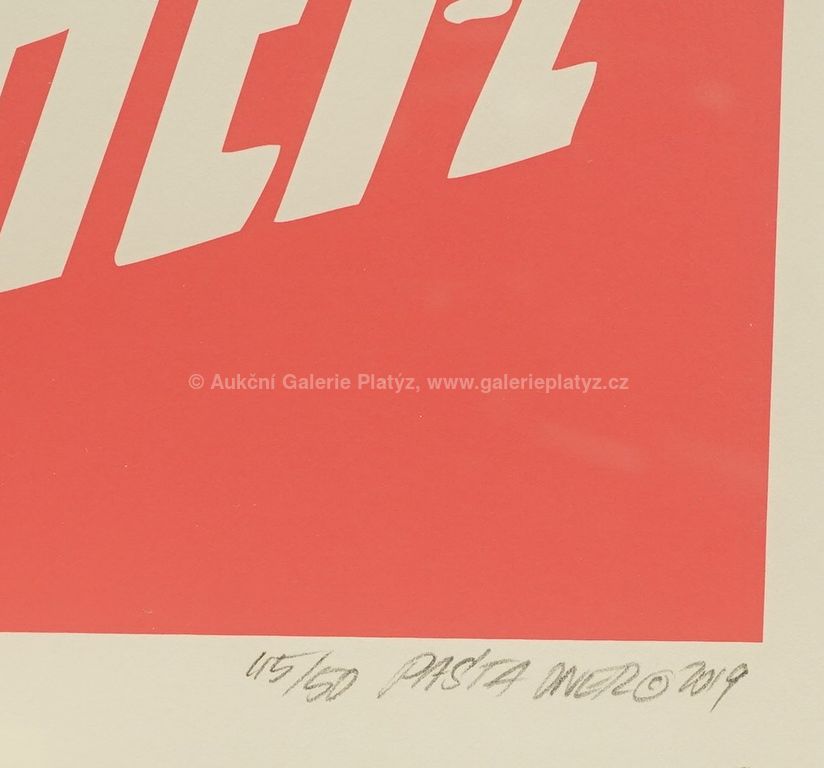 © Aukční Galerie Platýz, www.galerieplatyz.cz
45/50 PASTA ONER © 2019